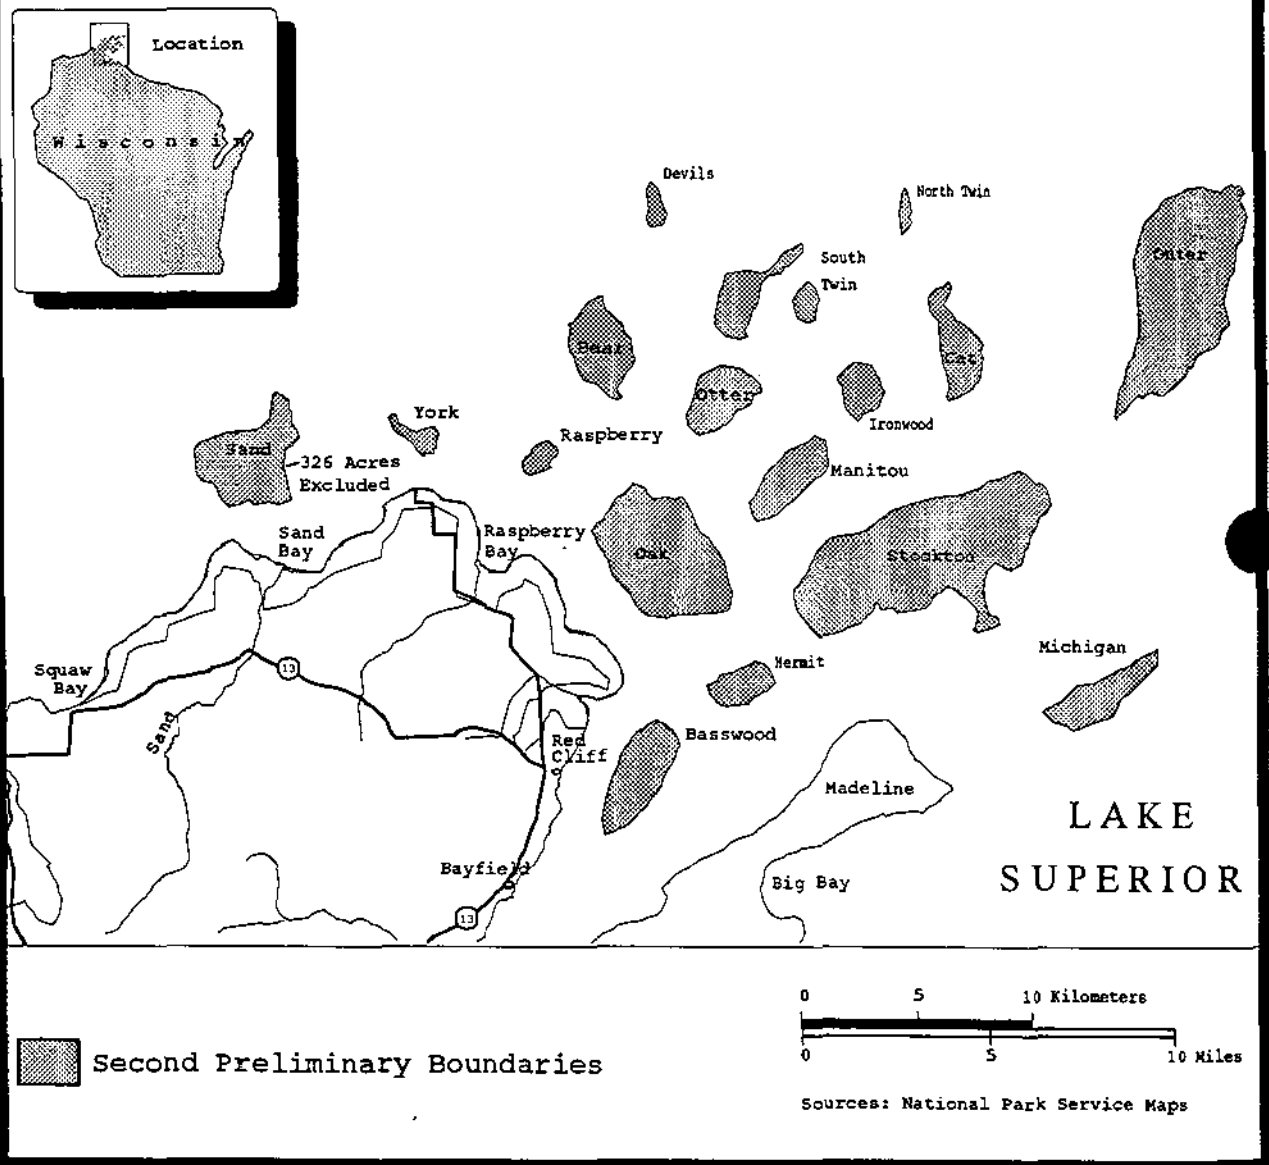 Location
Wisconsin
Devils
North Twin
Outer
South
Twin
Bear
Cat
Otter
Ironwood
York
Raspberry
Sand
326 Acres
Excluded
Manitou
Sand
Bay
Raspberry
Bay
Oak
Stockton
Squaw
Bay
13
Hermit
Michigan
Sand
Red
Cliff
Basswood
Madeline
LAKE
SUPERIOR
Bayfield
Big Bay
13
0 5 10 Kilometers
0 5 10 Miles
Second Preliminary Boundaries
Sources: National Park Service Maps